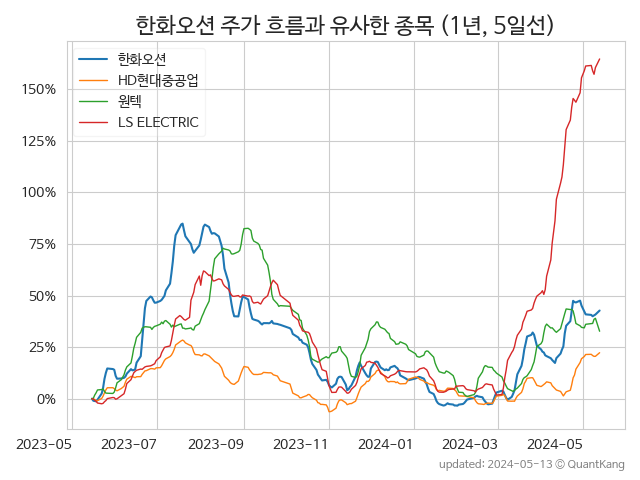 한화오션 주가 흐름과 유사한 종목 (1년, 5일선)
한화오션
HD현대중공업
원텍
LS ELECTRIC
150%
125%
100%
75%
50%
25%
0%
2023-05 2023-07 2023-09 2023-11 2024-01 2024-03 2024-05
updated: 2024-05-13 ⓒ QuantKang